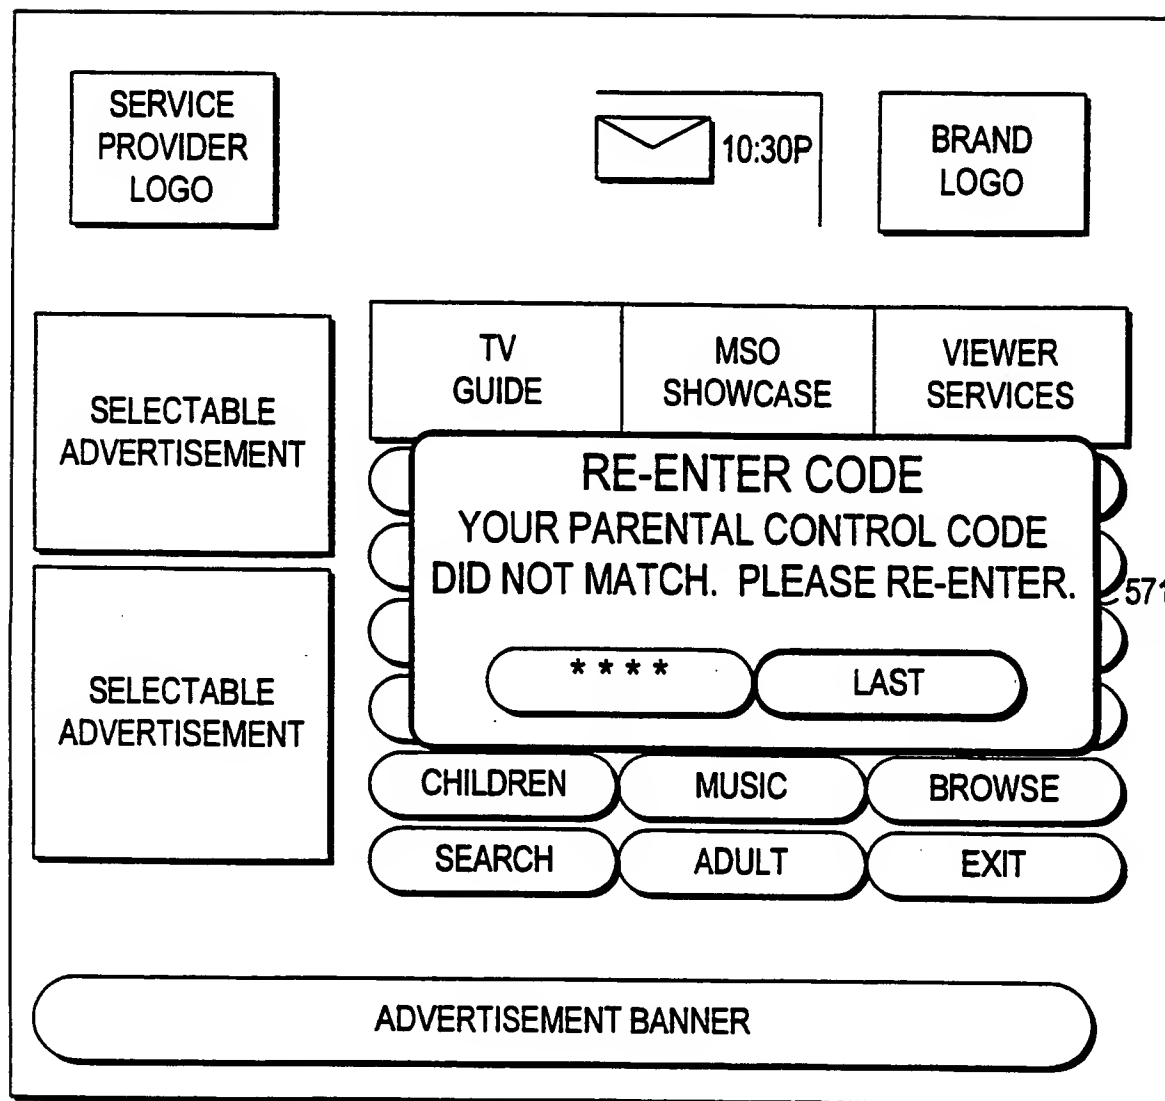 SERVICE
PROVIDER
LOGO
10:30P
BRAND
LOGO
SELECTABLE
ADVERTISEMENT
TV
GUIDE
MSO
SHOWCASE
VIEWER
SERVICES
RE-ENTER CODE
YOUR PARENTAL CONTROL CODE
DID NOT MATCH. PLEASE RE-ENTER.
571
* * * *
LAST
SELECTABLE
ADVERTISEMENT
CHILDREN
MUSIC
BROWSE
SEARCH
ADULT
EXIT
ADVERTISEMENT BANNER